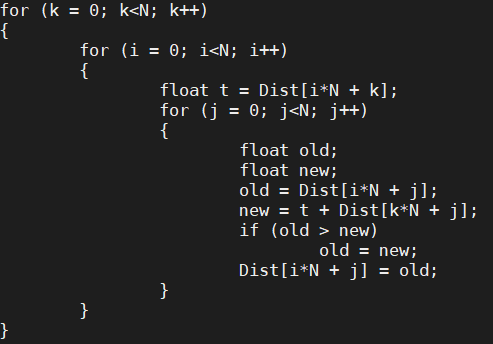 for (k = 0; k<N; k++)
{
        for (i = 0; i<N; i++)
        {
                float t = Dist[i*N + k];
                for (j = 0; j<N; j++)
                {
                        float old;
                        float new;
                        old = Dist[i*N + j];
                        new = t + Dist[k*N + j];
                        if (old > new)
                                old = new;
                        Dist[i*N + j] = old;
                }
        }
}